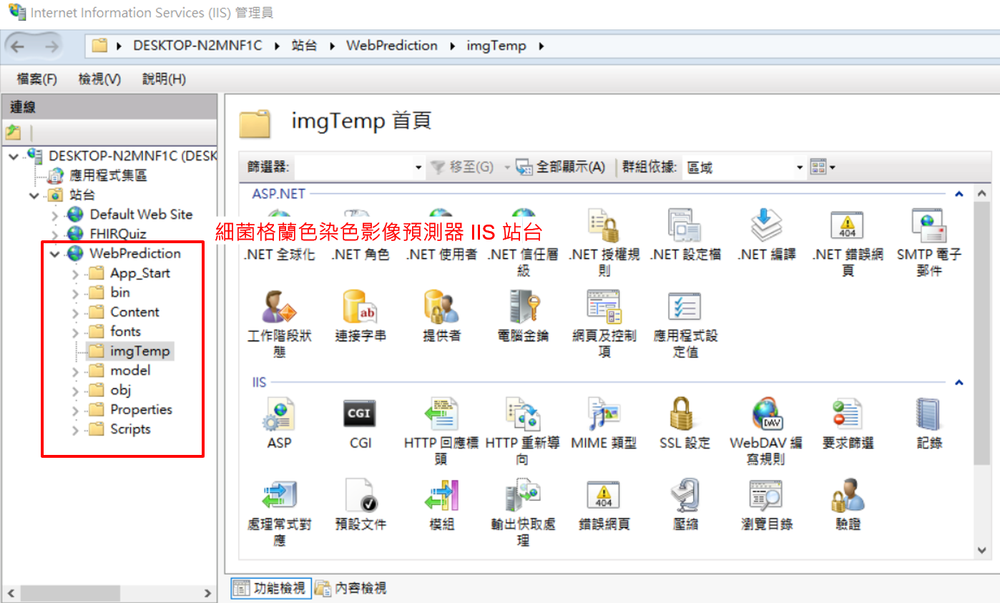 Internet Information Services (IIS) 管理員
DESKTOP-N2MNF1C 站台 WebPrediction imgTemp
檔案(F) 檢視(V) 說明(H)
連線
DESKTOP-N2MNF1C (DESK
應用程式集區
站台
Default Web Site
FHIRQuiz
WebPrediction
App_Start
bin
Content
fonts
imgTemp
model
obj
Properties
Scripts
細菌格蘭色染色影像預測器 IIS 站台
imgTemp 首頁
篩選器: 移至(G) 全部顯示(A) 群組依據: 區域
ASP.NET
.NET 全球化
.NET 角色
.NET 使用者
.NET 信任層
級
.NET 授權規
則
.NET 設定檔
.NET 編譯
404
.NET 錯誤網
頁
SMTP 電子
郵件
工作階段狀
態
ab
連接字串
提供者
電腦金鑰
網頁及控制
項
應用程式設
定值
IIS
ASP
CGI
CGI
HTTP 回應標
頭
HTTP 重新導
向
MIME 類型
SSL 設定
DAV
WebDAV 編
寫規則
要求篩選
記錄
處理常式對
應
預設文件
模組
輸出快取處
理
404
錯誤網頁
壓縮
瀏覽目錄
驗證
功能檢視 內容檢視